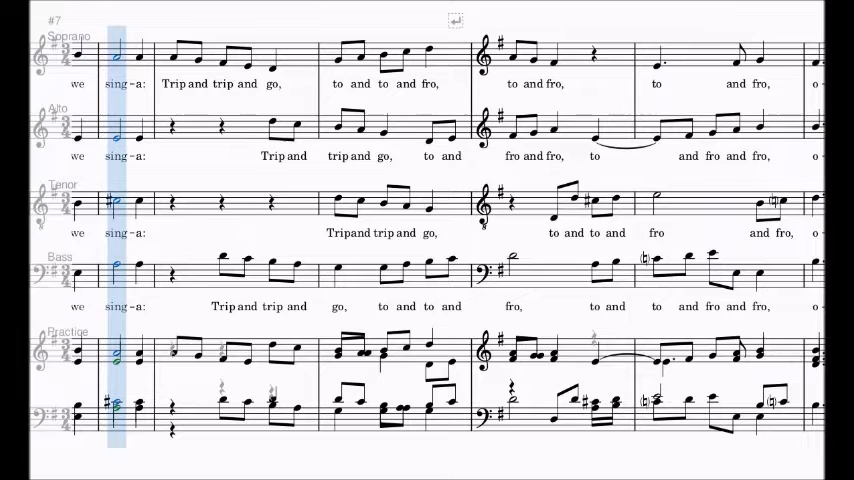 #7
Soprano
we sing-a: Trip and trip and go, to and to and fro, to and fro, to and fro, o-
Alto
we sing-a: Trip and trip and go, to and fro and fro, to and fro and fro, o-
Tenor
we sing-a: Trip and trip and go, to and to and fro and fro, o-
Bass
we sing-a: Trip and trip and go, to and to and fro, to and to and fro and fro, o-
Practice